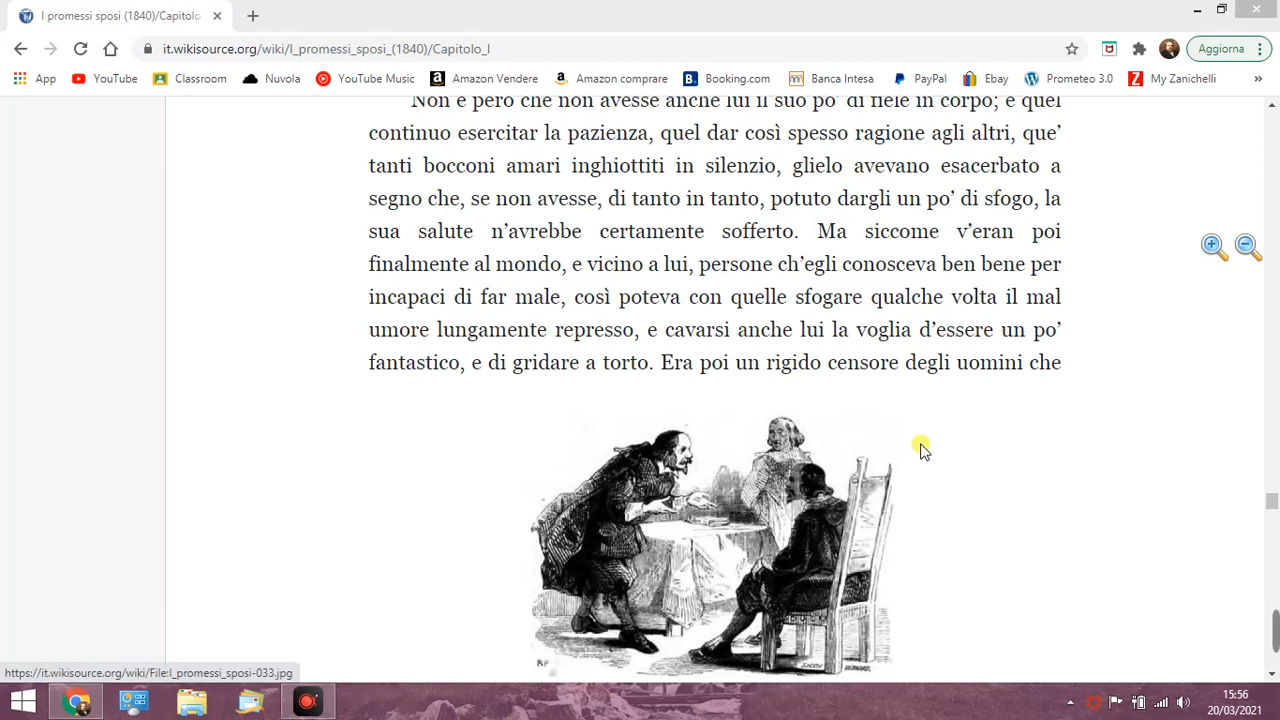 I promessi sposi (1840)/Capitolo
it.wikisource.org/wiki/I_promessi_sposi_(1840)/Capitolo_I
Aggiorna
App YouTube Classroom Nuvola YouTube Music Amazon Vendere Amazon comprare Booking.com Banca Intesa PayPal Ebay Prometeo 3.0 My Zanichelli »
Non è però che non avesse anche lui il suo po’ di fiele in corpo; e quel
continuo esercitar la pazienza, quel dar così spesso ragione agli altri, que’
tanti bocconi amari inghiottiti in silenzio, glielo avevano esacerbato a
segno che, se non avesse, di tanto in tanto, potuto dargli un po’ di sfogo, la
sua salute n’avrebbe certamente sofferto. Ma siccome v’eran poi
finalmente al mondo, e vicino a lui, persone ch’egli conosceva ben bene per
incapaci di far male, così poteva con quelle sfogare qualche volta il mal
umore lungamente represso, e cavarsi anche lui la voglia d’essere un po’
fantastico, e di gridare a torto. Era poi un rigido censore degli uomini che
https://it.wikisource.org/wiki/File:I_promessi_sposi-033.jpg
15:56
20/03/2021